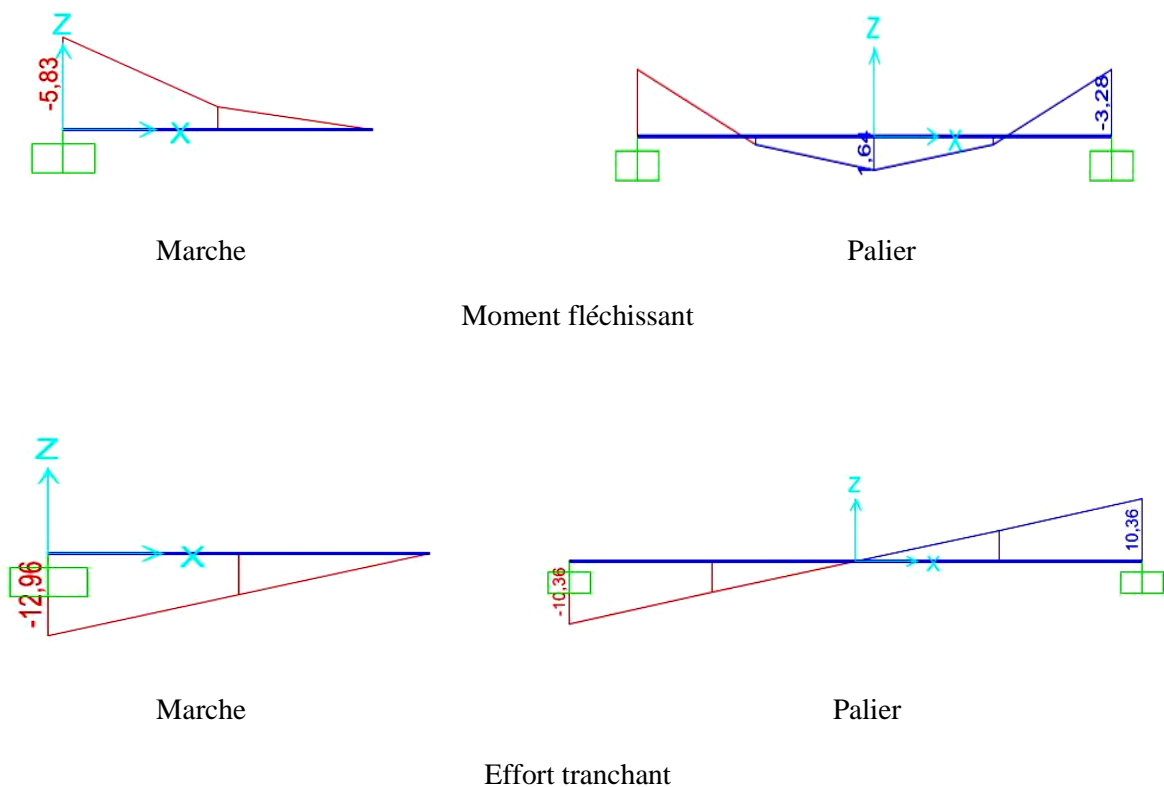 Z
-5,83
X
Z
1,64
X
-3,28
Marche
Palier
Moment fléchissant
Z
-12,96
X
Z
-10,36
X
10,36
Marche
Palier
Effort tranchant